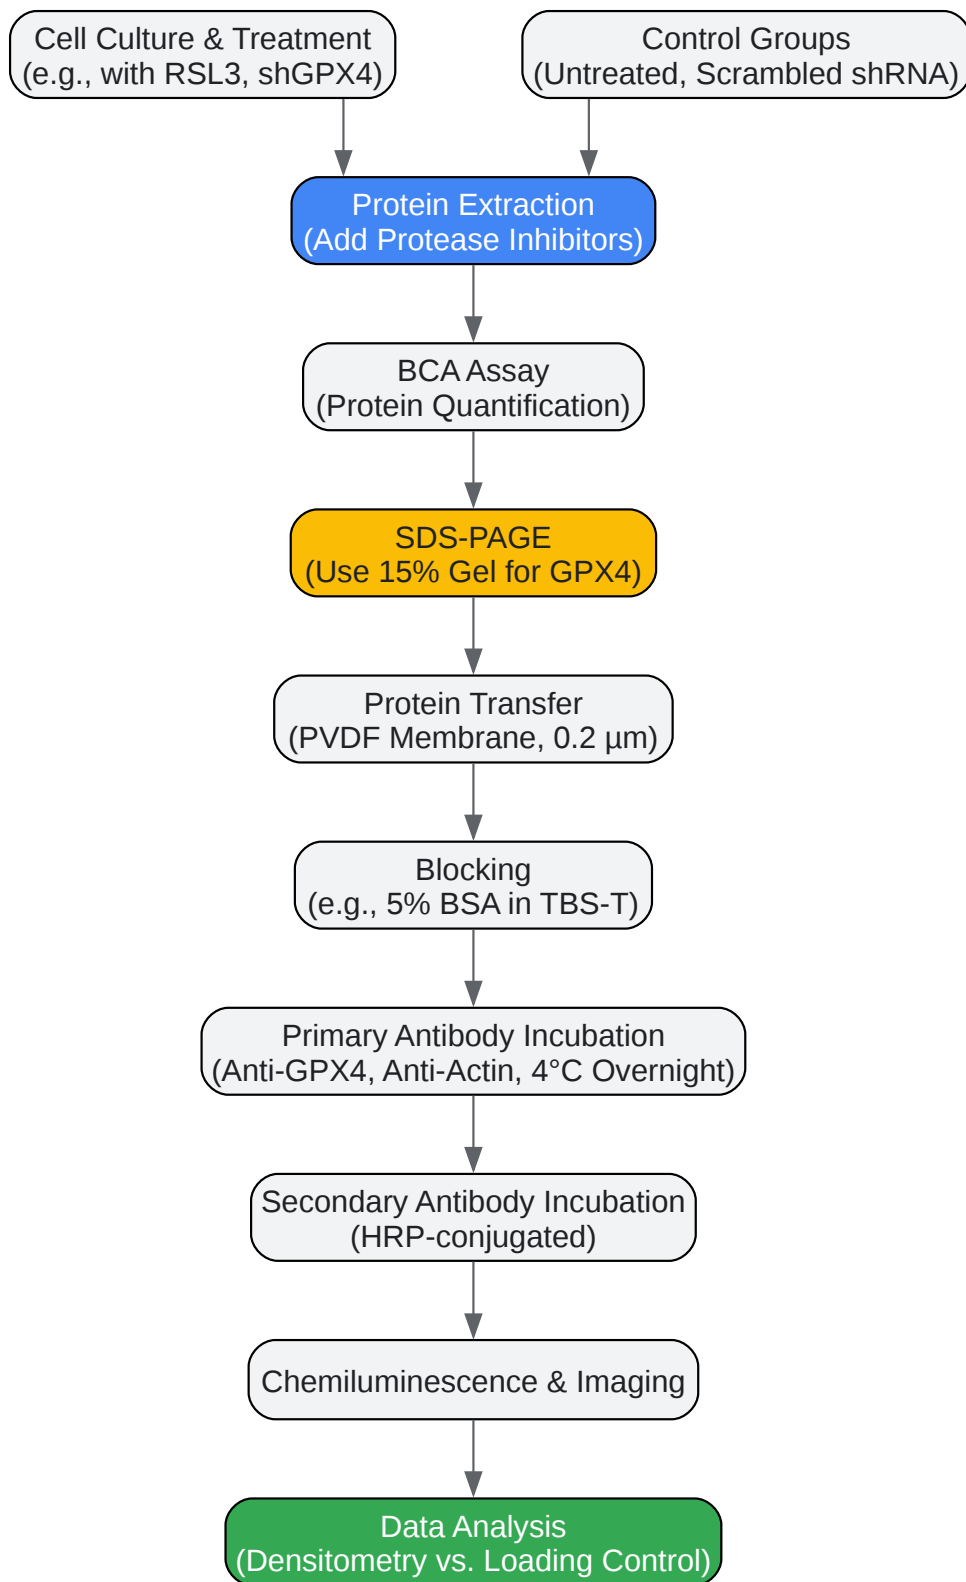 Cell Culture & Treatment
(e.g., with RSL3, shGPX4)
Control Groups
(Untreated, Scrambled shRNA)
Protein Extraction
(Add Protease Inhibitors)
BCA Assay
(Protein Quantification)
SDS-PAGE
(Use 15% Gel for GPX4)
Protein Transfer
(PVDF Membrane, 0.2 µm)
Blocking
(e.g., 5% BSA in TBS-T)
Primary Antibody Incubation
(Anti-GPX4, Anti-Actin, 4°C Overnight)
Secondary Antibody Incubation
(HRP-conjugated)
Chemiluminescence & Imaging
Data Analysis
(Densitometry vs. Loading Control)